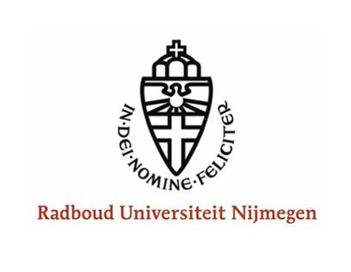 IN·DEI·NOMINE·FELICITER
Radboud Universiteit Nijmegen